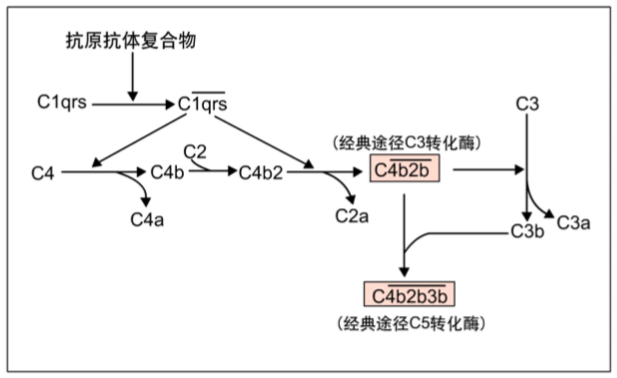 抗原抗体复合物
C1qrs
C1qrs
C3
(经典途径C3转化酶)
C2
C4
C4b
C4b2
C4b2b
C4a
C2a
C3b
C3a
C4b2b3b
(经典途径C5转化酶)